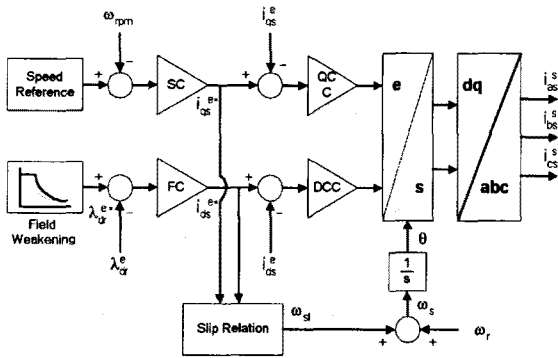 ω_rpm
i_qs^e
Speed
Reference
+
−
SC
+
−
QC
C
e
s
dq
abc
i_as^s
i_bs^s
i_cs^s
i_qs^e*
Field
Weakening
λ_dr^e*
+
−
FC
+
−
DCC
i_ds^e*
λ_dr^e
i_ds^e
θ
1
s
ω_s
Slip Relation
ω_sl
+
+
ω_r